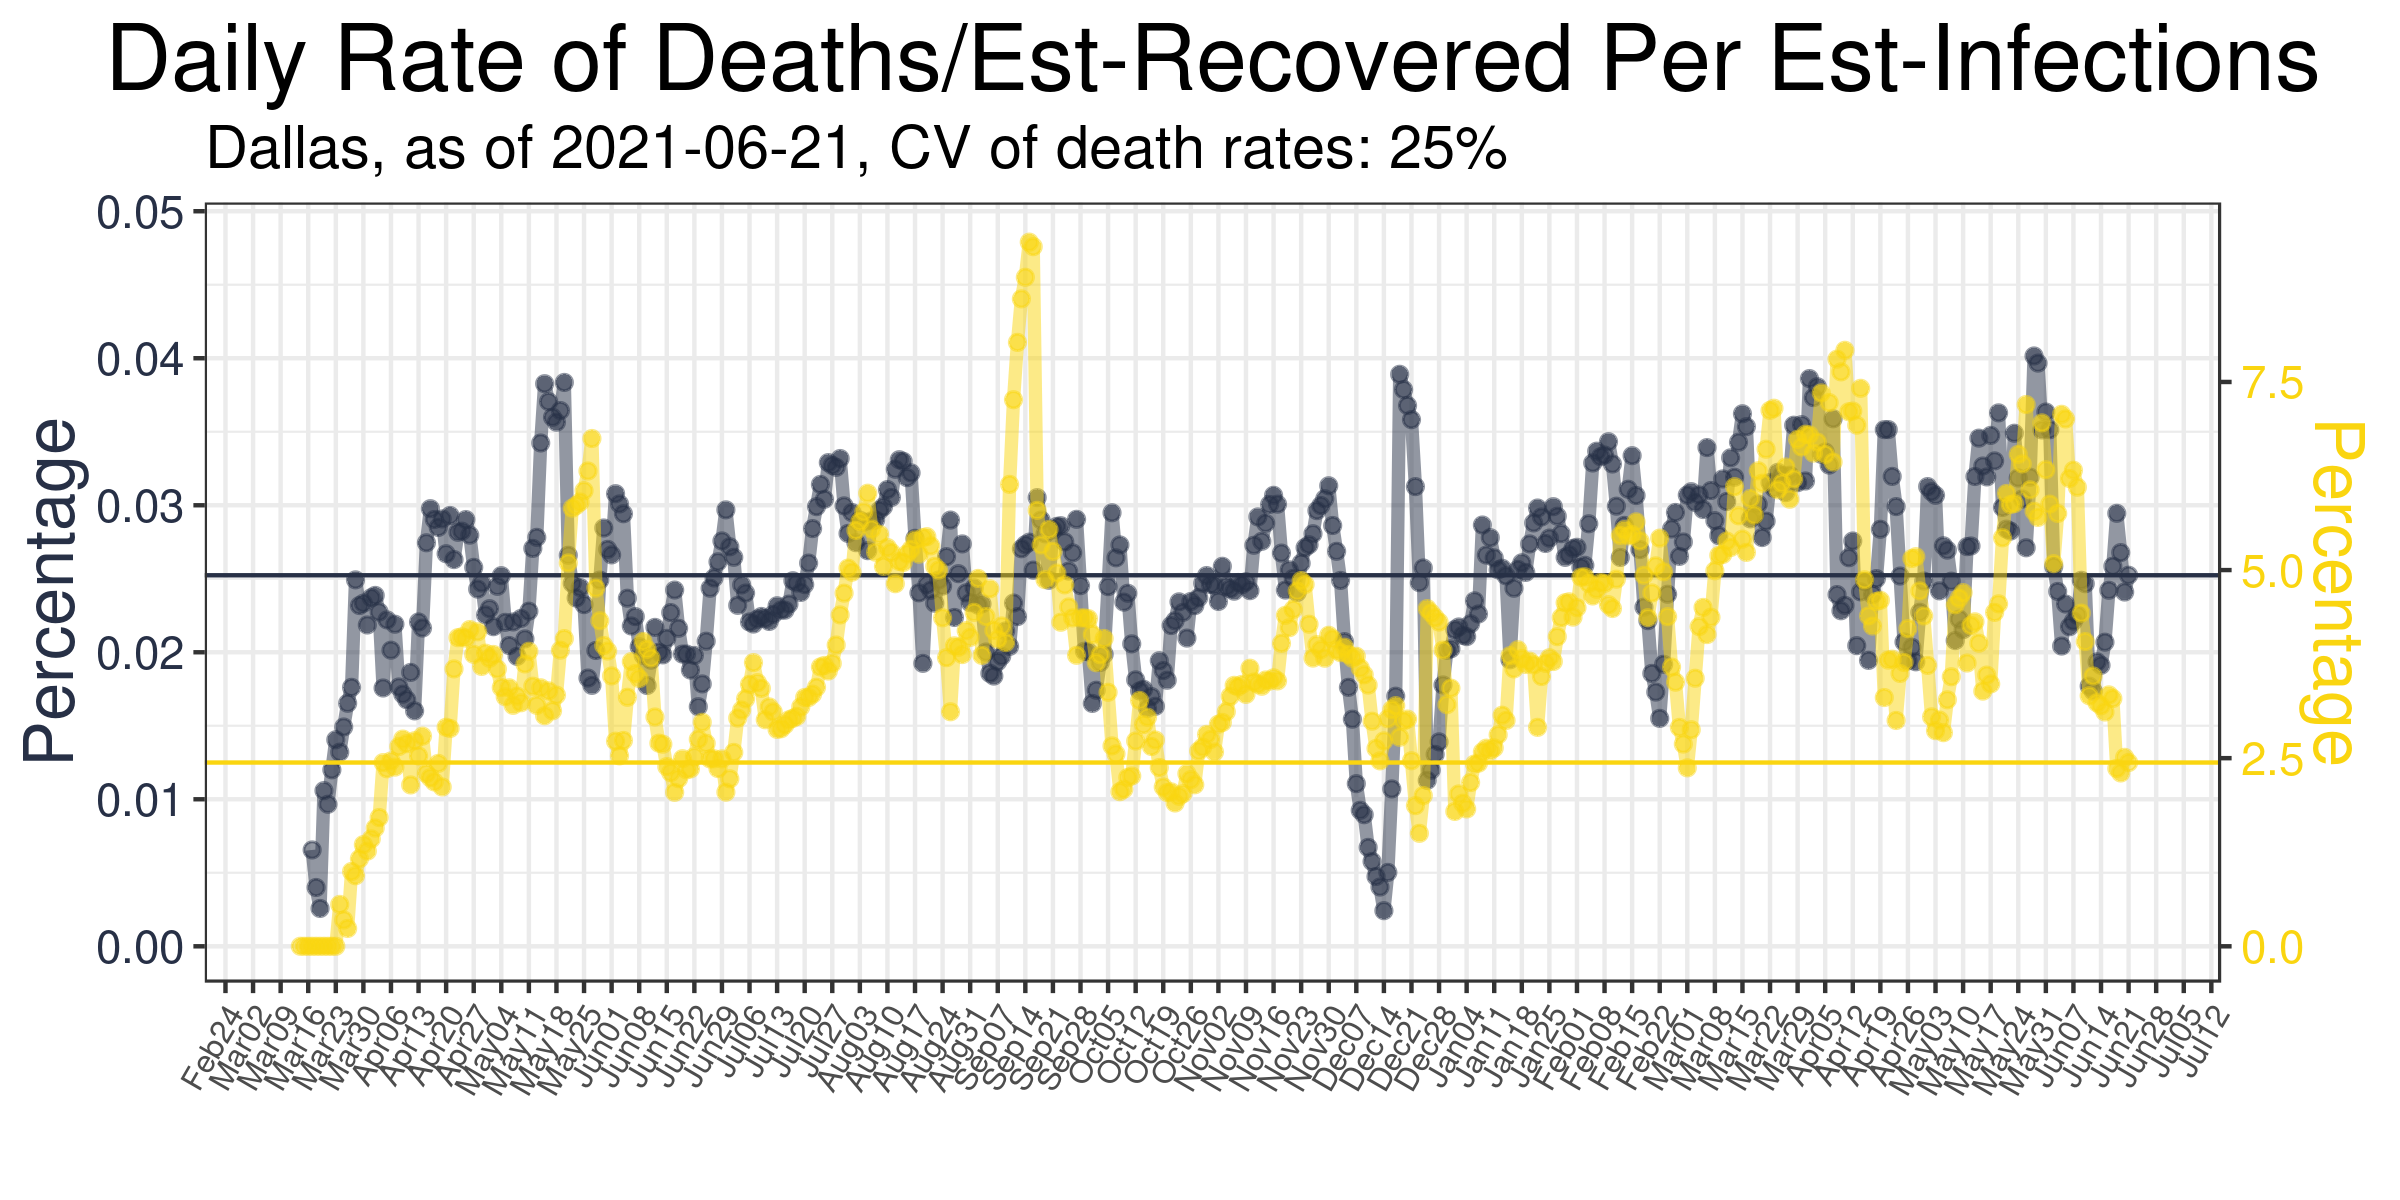 Daily Rate of Deaths/Est-Recovered Per Est-Infections
Dallas, as of 2021-06-21, CV of death rates: 25%
Percentage
0.05
0.04
0.03
0.02
0.01
0.00
7.5
5.0
2.5
0.0
Percentage
Feb24
Mar02
Mar09
Mar16
Mar23
Mar30
Apr06
Apr13
Apr20
Apr27
May04
May11
May18
May25
Jun01
Jun08
Jun15
Jun22
Jun29
Jul06
Jul13
Jul20
Jul27
Aug03
Aug10
Aug17
Aug24
Aug31
Sep07
Sep14
Sep21
Sep28
Oct05
Oct12
Oct19
Oct26
Nov02
Nov09
Nov16
Nov23
Nov30
Dec07
Dec14
Dec21
Dec28
Jan04
Jan11
Jan18
Jan25
Feb01
Feb08
Feb15
Feb22
Mar01
Mar08
Mar15
Mar22
Mar29
Apr05
Apr12
Apr19
Apr26
May03
May10
May17
May24
May31
Jun07
Jun14
Jun21
Jun28
Jul05
Jul12